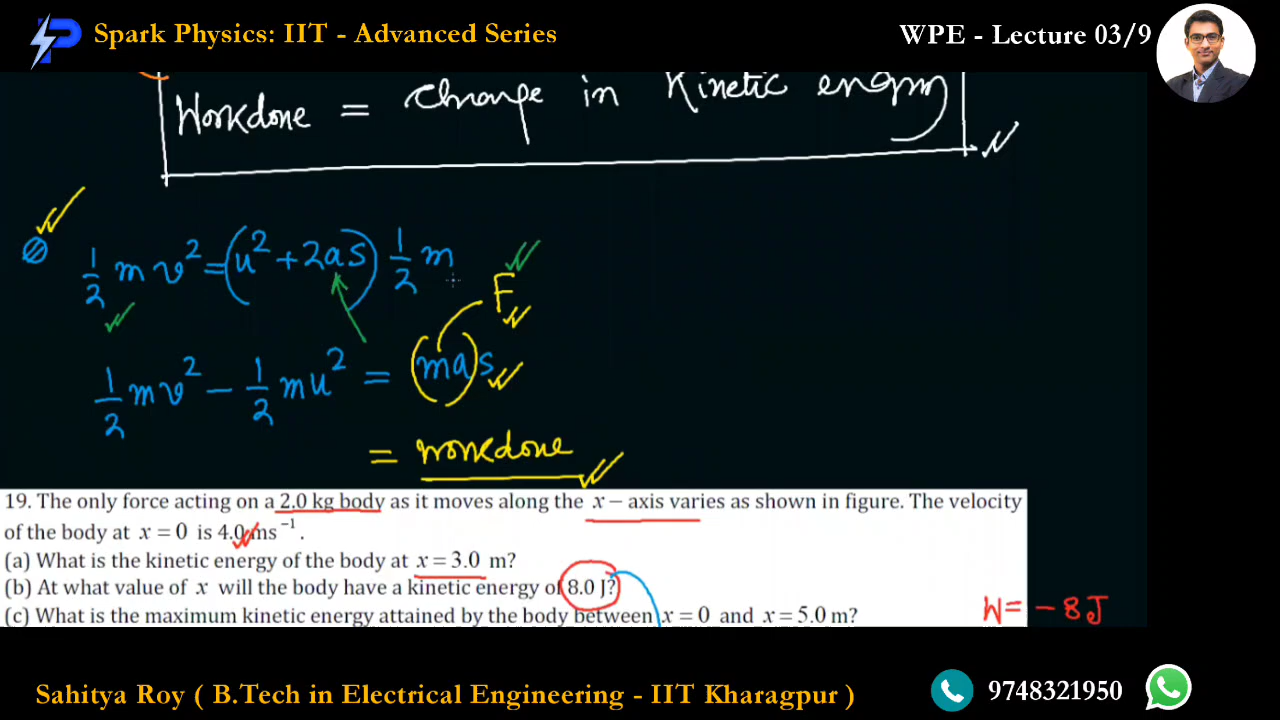 Spark Physics: IIT - Advanced Series
WPE - Lecture 03/9
Workdone = change in Kinetic energy
1/2 m v² = (u² + 2as) 1/2 m
F
1/2 mv² - 1/2 mu² = (ma)s
= workdone
19. The only force acting on a 2.0 kg body as it moves along the x− axis varies as shown in figure. The velocity
of the body at x = 0 is 4.0 ms⁻¹.
(a) What is the kinetic energy of the body at x = 3.0 m?
(b) At what value of x will the body have a kinetic energy of 8.0 J?
(c) What is the maximum kinetic energy attained by the body between x = 0 and x = 5.0 m?
W = -8 J
Sahitya Roy ( B.Tech in Electrical Engineering - IIT Kharagpur )
9748321950